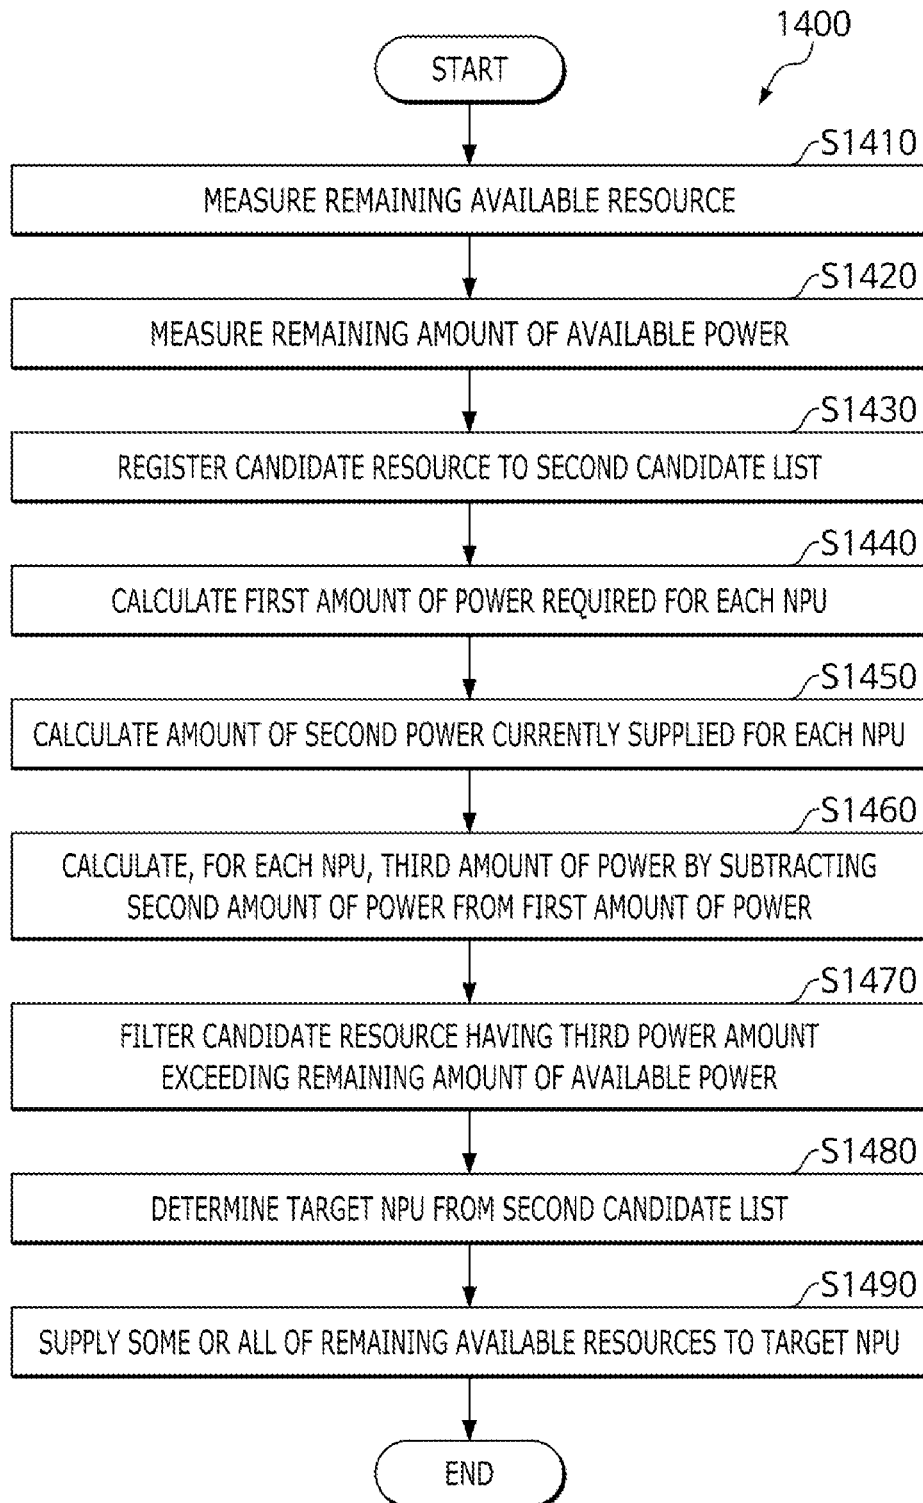 1400
START
S1410
MEASURE REMAINING AVAILABLE RESOURCE
S1420
MEASURE REMAINING AMOUNT OF AVAILABLE POWER
S1430
REGISTER CANDIDATE RESOURCE TO SECOND CANDIDATE LIST
S1440
CALCULATE FIRST AMOUNT OF POWER REQUIRED FOR EACH NPU
S1450
CALCULATE AMOUNT OF SECOND POWER CURRENTLY SUPPLIED FOR EACH NPU
S1460
CALCULATE, FOR EACH NPU, THIRD AMOUNT OF POWER BY SUBTRACTING
SECOND AMOUNT OF POWER FROM FIRST AMOUNT OF POWER
S1470
FILTER CANDIDATE RESOURCE HAVING THIRD POWER AMOUNT
EXCEEDING REMAINING AMOUNT OF AVAILABLE POWER
S1480
DETERMINE TARGET NPU FROM SECOND CANDIDATE LIST
S1490
SUPPLY SOME OR ALL OF REMAINING AVAILABLE RESOURCES TO TARGET NPU
END